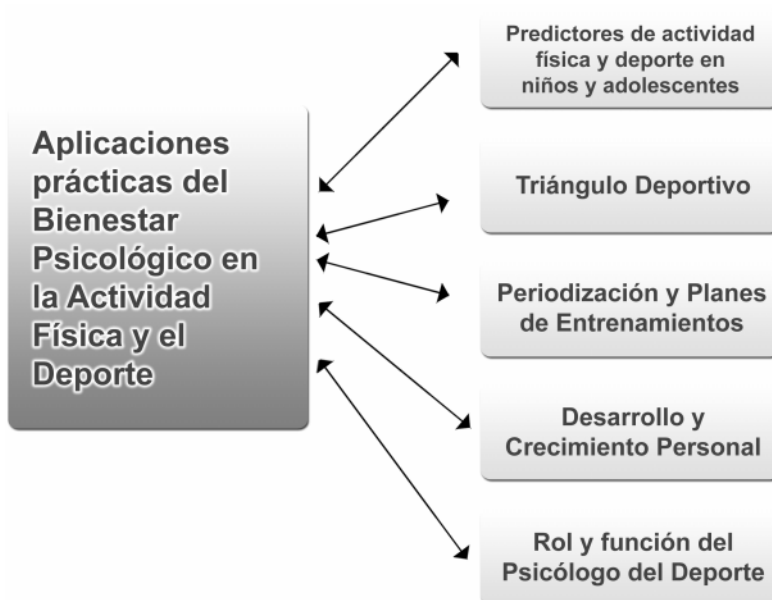 Aplicaciones
prácticas del
Bienestar
Psicológico en
la Actividad
Física y el
Deporte
Predictores de actividad
física y deporte en
niños y adolescentes
Triángulo Deportivo
Periodización y Planes
de Entrenamientos
Desarrollo y
Crecimiento Personal
Rol y función del
Psicólogo del Deporte